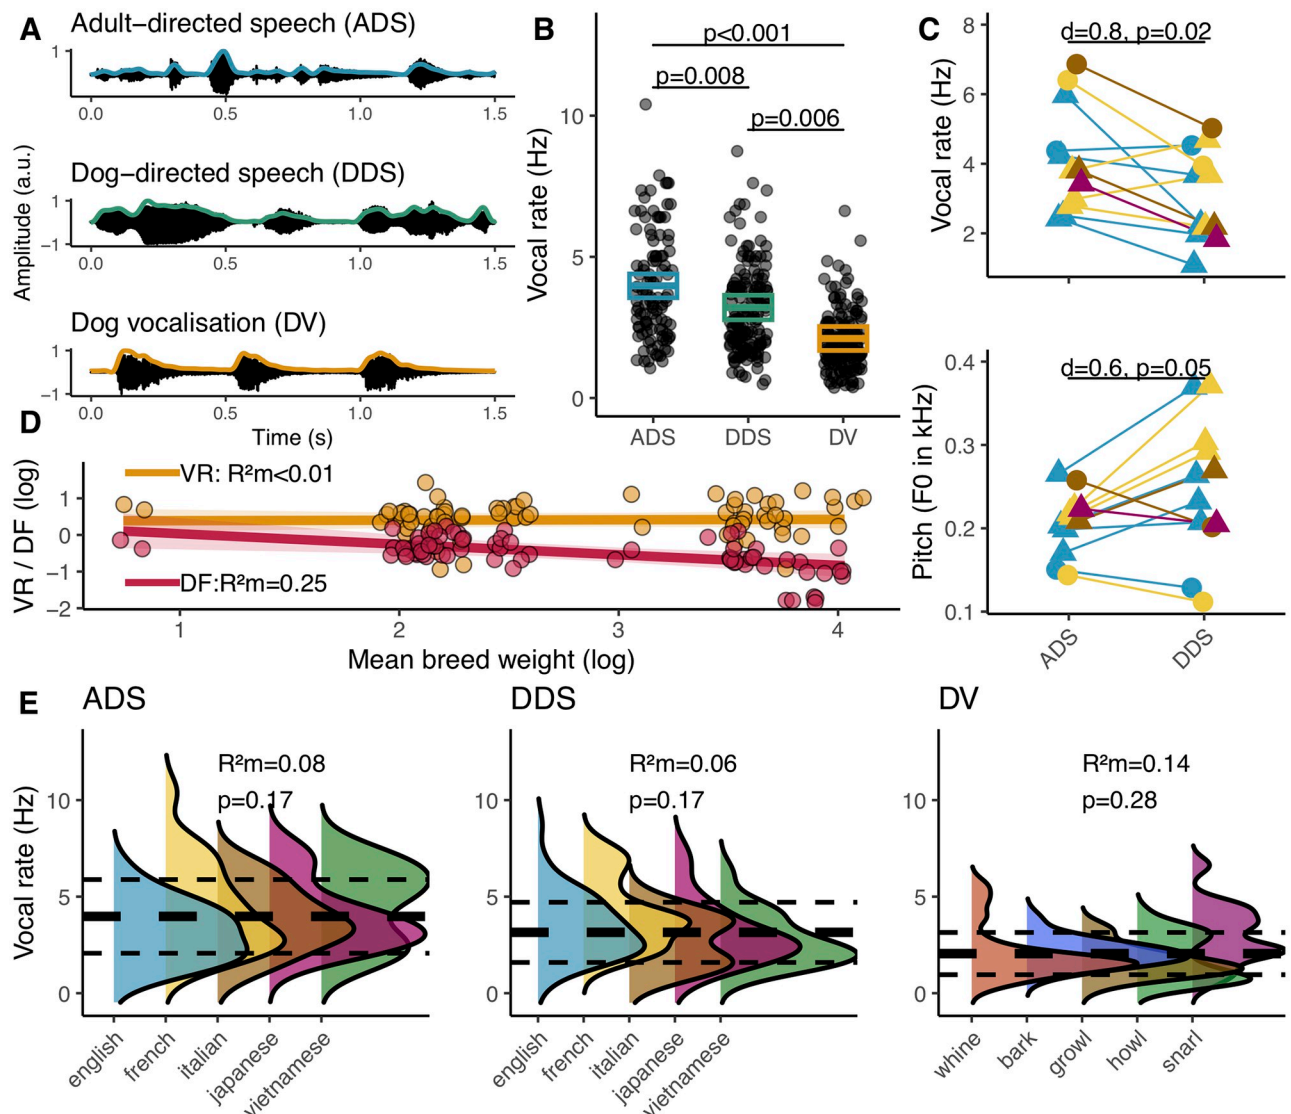 A
Adult–directed speech (ADS)
1
0.0 0.5 1.0 1.5
Dog–directed speech (DDS)
1
−1
0.0 0.5 1.0 1.5
Dog vocalisation (DV)
1
−1
0.0 0.5 1.0 1.5
Amplitude (a.u.)
Time (s)
B
p<0.001
p=0.008
p=0.006
Vocal rate (Hz)
10
5
0
ADS DDS DV
C
d=0.8, p=0.02
Vocal rate (Hz)
8
6
4
2
d=0.6, p=0.05
Pitch (F0 in kHz)
0.4
0.3
0.2
0.1
ADS DDS
D
VR: R²m<0.01
DF:R²m=0.25
VR / DF (log)
1
0
−1
−2
1 2 3 4
Mean breed weight (log)
E
ADS
R²m=0.08
p=0.17
Vocal rate (Hz)
10
5
0
english french italian japanese vietnamese
DDS
R²m=0.06
p=0.17
10
5
0
english french italian japanese vietnamese
DV
R²m=0.14
p=0.28
10
5
0
whine bark growl howl snarl